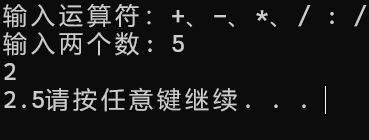 输入运算符：+、-、*、/ : /
输入两个数: 5
2
2.5请按任意键继续. . .